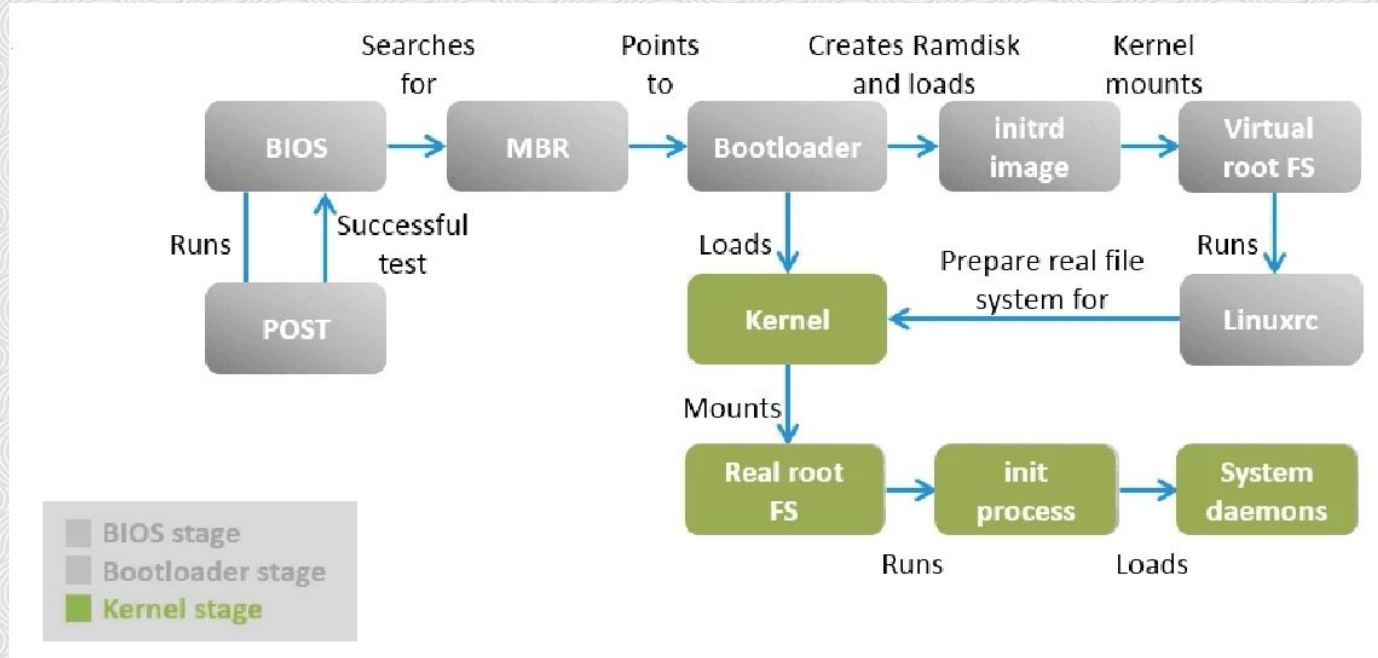 Searches
for
Points
to
Creates Ramdisk
and loads
Kernel
mounts
BIOS
MBR
Bootloader
initrd
image
Virtual
root FS
Runs
Successful
test
Loads
Prepare real file
system for
Runs
POST
Kernel
Linuxrc
Mounts
Real root
FS
init
process
System
daemons
Runs
Loads
BIOS stage
Bootloader stage
Kernel stage